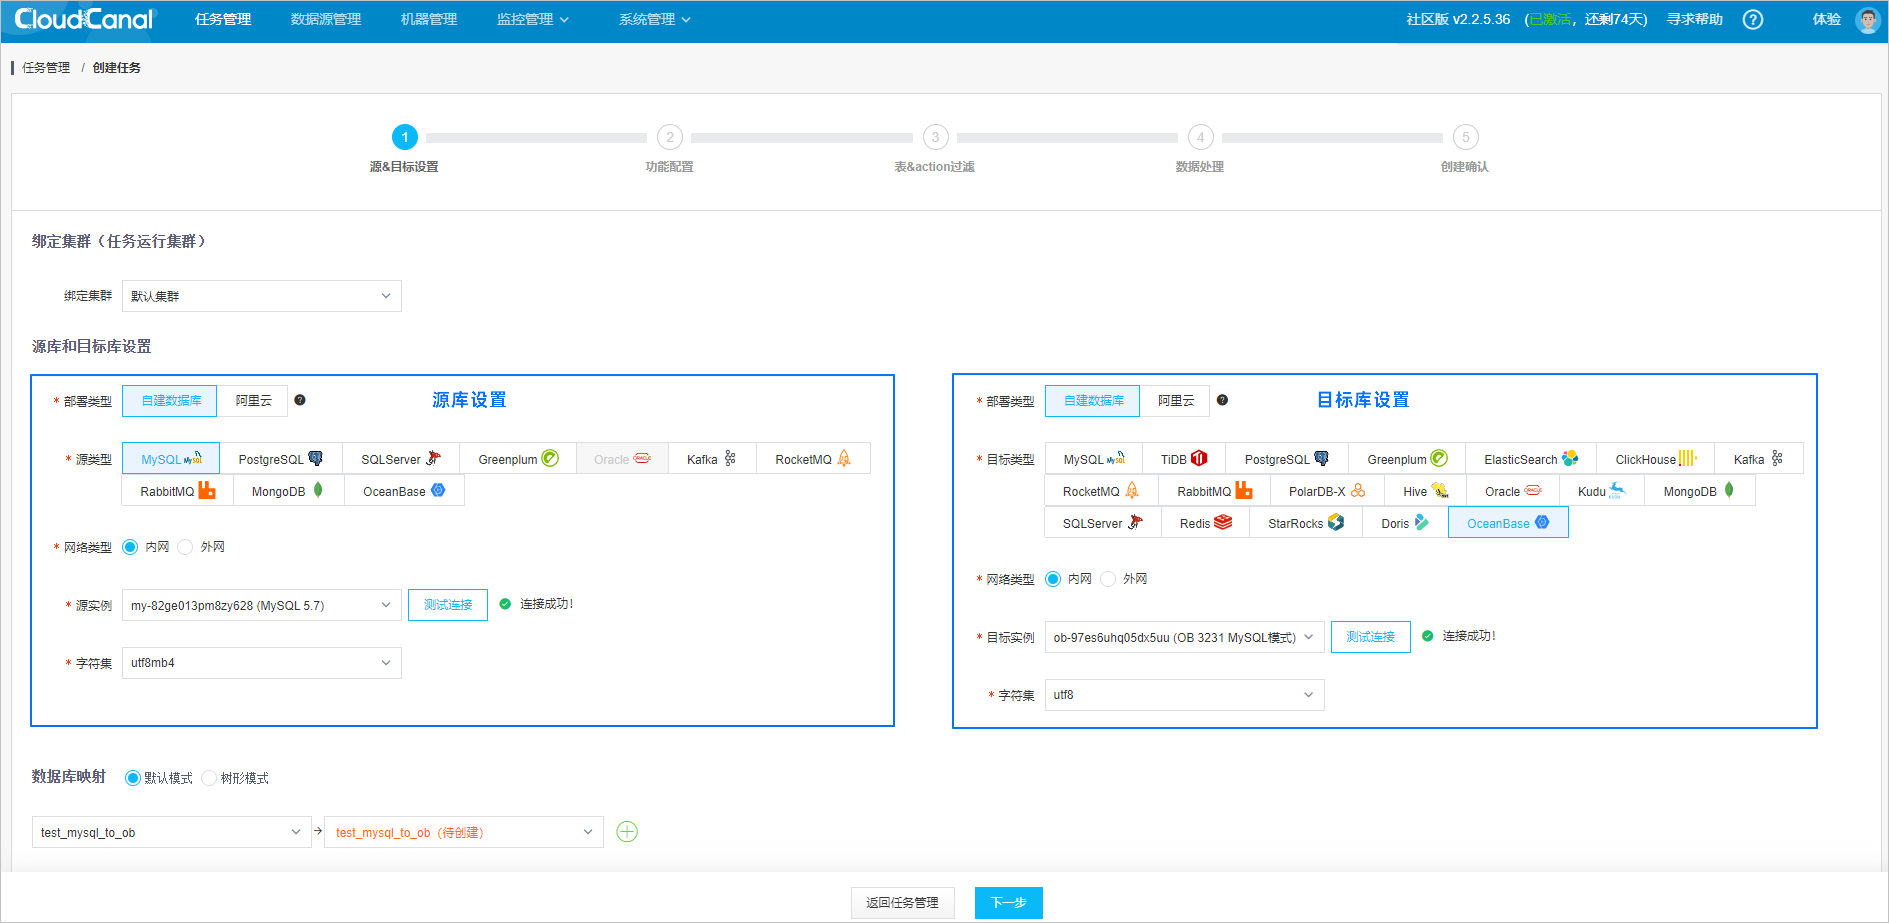 CloudCanal 任务管理 数据源管理 机器管理 监控管理 系统管理 社区版 v2.2.5.36 (已激活, 还剩74天) 寻求帮助 ? 体验
任务管理 / 创建任务
1 2 3 4 5
源&目标设置 功能配置 表&action过滤 数据处理 创建确认
绑定集群（任务运行集群）
绑定集群 默认集群
源库和目标库设置
* 部署类型 自建数据库 阿里云 ? 源库设置
* 源类型 MySQL PostgreSQL SQLServer Greenplum Oracle ORACLE Kafka RocketMQ
RabbitMQ MongoDB OceanBase
* 网络类型 内网 外网
* 源实例 my-82ge013pm8zy628 (MySQL 5.7) 测试连接 连接成功!
* 字符集 utf8mb4
* 部署类型 自建数据库 阿里云 ? 目标库设置
* 目标类型 MySQL TiDB PostgreSQL Greenplum ElasticSearch ClickHouse Kafka
RocketMQ RabbitMQ PolarDB-X Hive Oracle ORACLE Kudu MongoDB
SQLServer Redis StarRocks Doris OceanBase
* 网络类型 内网 外网
* 目标实例 ob-97es6uhq05dx5uu (OB 3231 MySQL模式) 测试连接 连接成功!
* 字符集 utf8
数据库映射 默认模式 树形模式
test_mysql_to_ob → test_mysql_to_ob（待创建）
返回任务管理 下一步